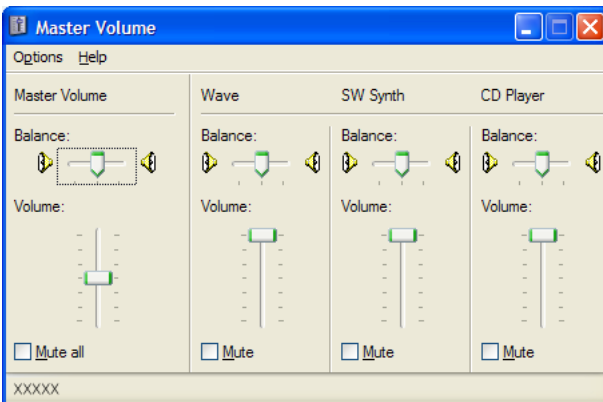 Master Volume
Options Help
Master Volume Wave SW Synth CD Player
Balance: Balance: Balance: Balance:
Volume: Volume: Volume: Volume:
Mute all Mute Mute Mute
XXXXX